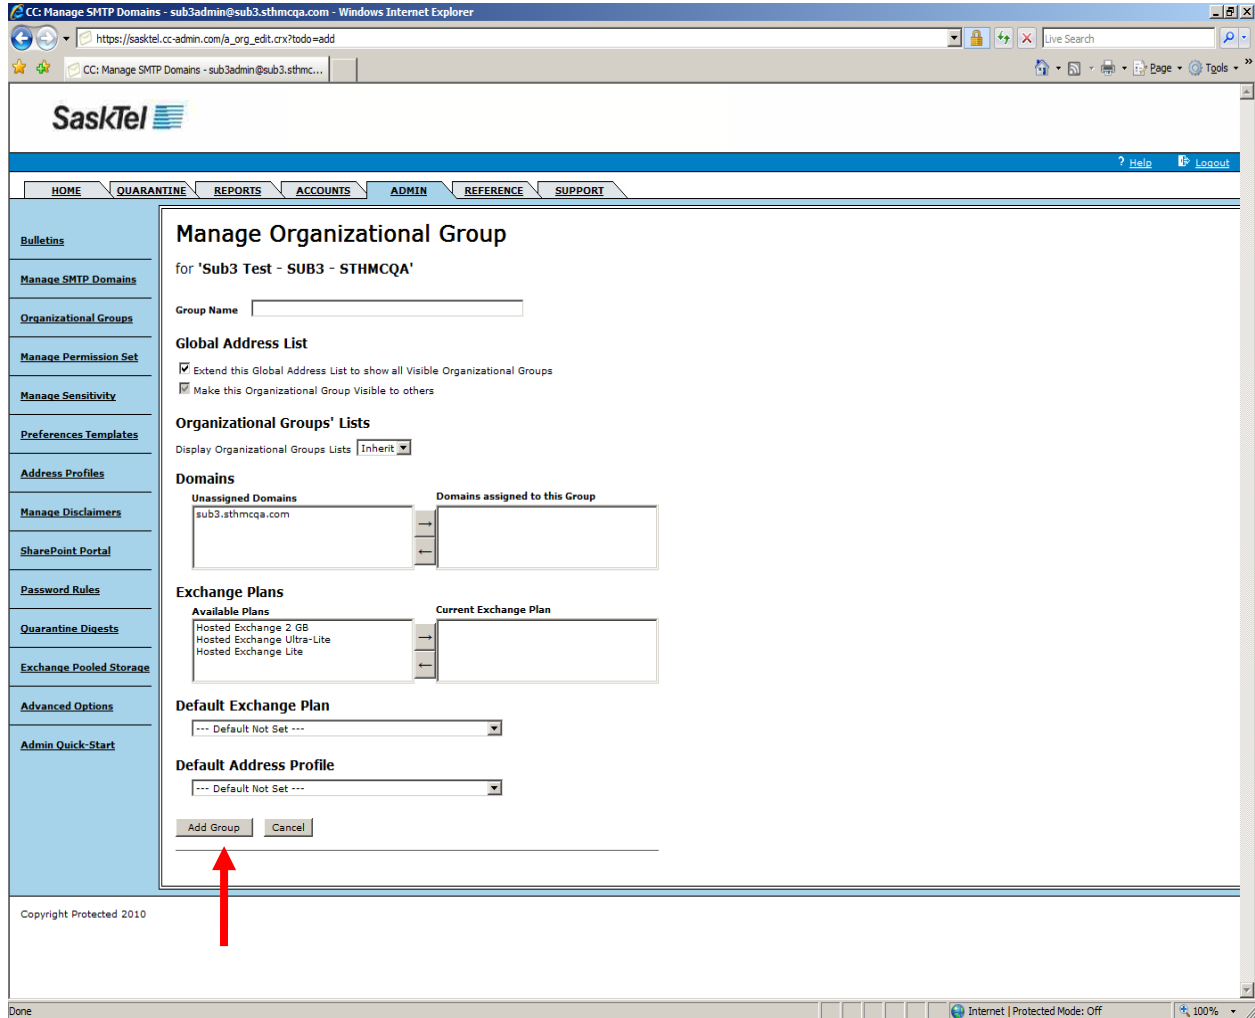 CC: Manage SMTP Domains - sub3admin@sub3.sthmcqa.com - Windows Internet Explorer
https://sasktel.cc-admin.com/a_org_edit.crx?todo=add
Live Search
CC: Manage SMTP Domains - sub3admin@sub3.sthmc...
Page
Tools
SaskTel
? Help
Logout
HOME
QUARANTINE
REPORTS
ACCOUNTS
ADMIN
REFERENCE
SUPPORT
Bulletins
Manage SMTP Domains
Organizational Groups
Manage Permission Set
Manage Sensitivity
Preferences Templates
Address Profiles
Manage Disclaimers
SharePoint Portal
Password Rules
Quarantine Digests
Exchange Pooled Storage
Advanced Options
Admin Quick-Start
Manage Organizational Group
for 'Sub3 Test - SUB3 - STHMCQA'
Group Name
Global Address List
Extend this Global Address List to show all Visible Organizational Groups
Make this Organizational Group Visible to others
Organizational Groups' Lists
Display Organizational Groups Lists Inherit
Domains
Unassigned Domains
Domains assigned to this Group
sub3.sthmcqa.com
→
←
Exchange Plans
Available Plans
Current Exchange Plan
Hosted Exchange 2 GB
Hosted Exchange Ultra-Lite
Hosted Exchange Lite
→
←
Default Exchange Plan
--- Default Not Set ---
Default Address Profile
--- Default Not Set ---
Add Group
Cancel
Copyright Protected 2010
Done
Internet | Protected Mode: Off
100%